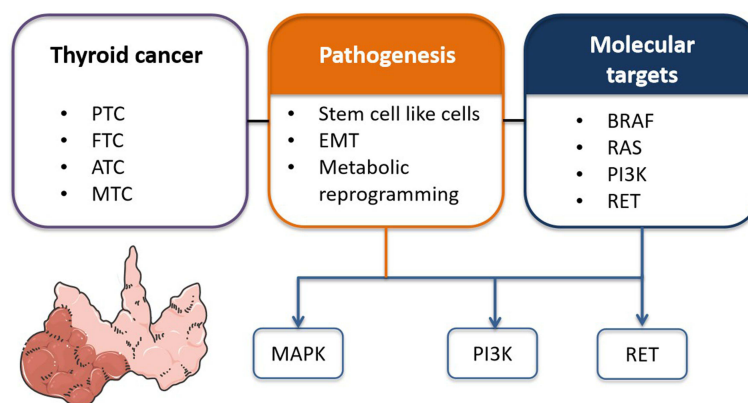 Thyroid cancer
• PTC
• FTC
• ATC
• MTC
Pathogenesis
• Stem cell like cells
• EMT
• Metabolic
reprogramming
Molecular
targets
• BRAF
• RAS
• PI3K
• RET
MAPK
PI3K
RET